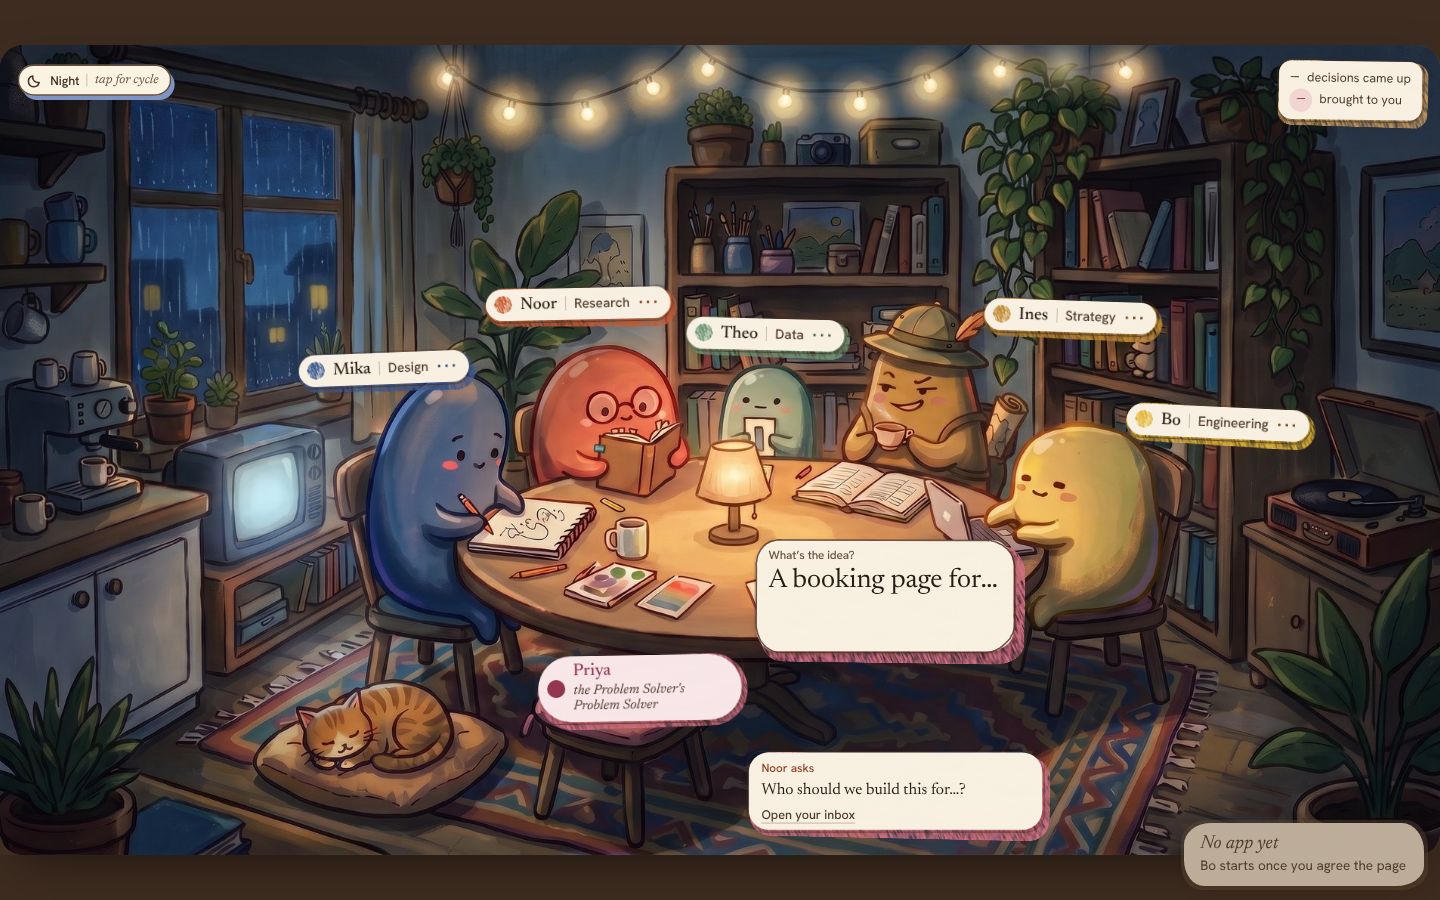 Night tap for cycle
– decisions came up
– brought to you
Noor Research
Theo Data
Ines Strategy
Mika Design
Bo Engineering
What's the idea?
A booking page for...
Priya
the Problem Solver's
Problem Solver
Noor asks
Who should we build this for...?
Open your inbox
No app yet
Bo starts once you agree the page